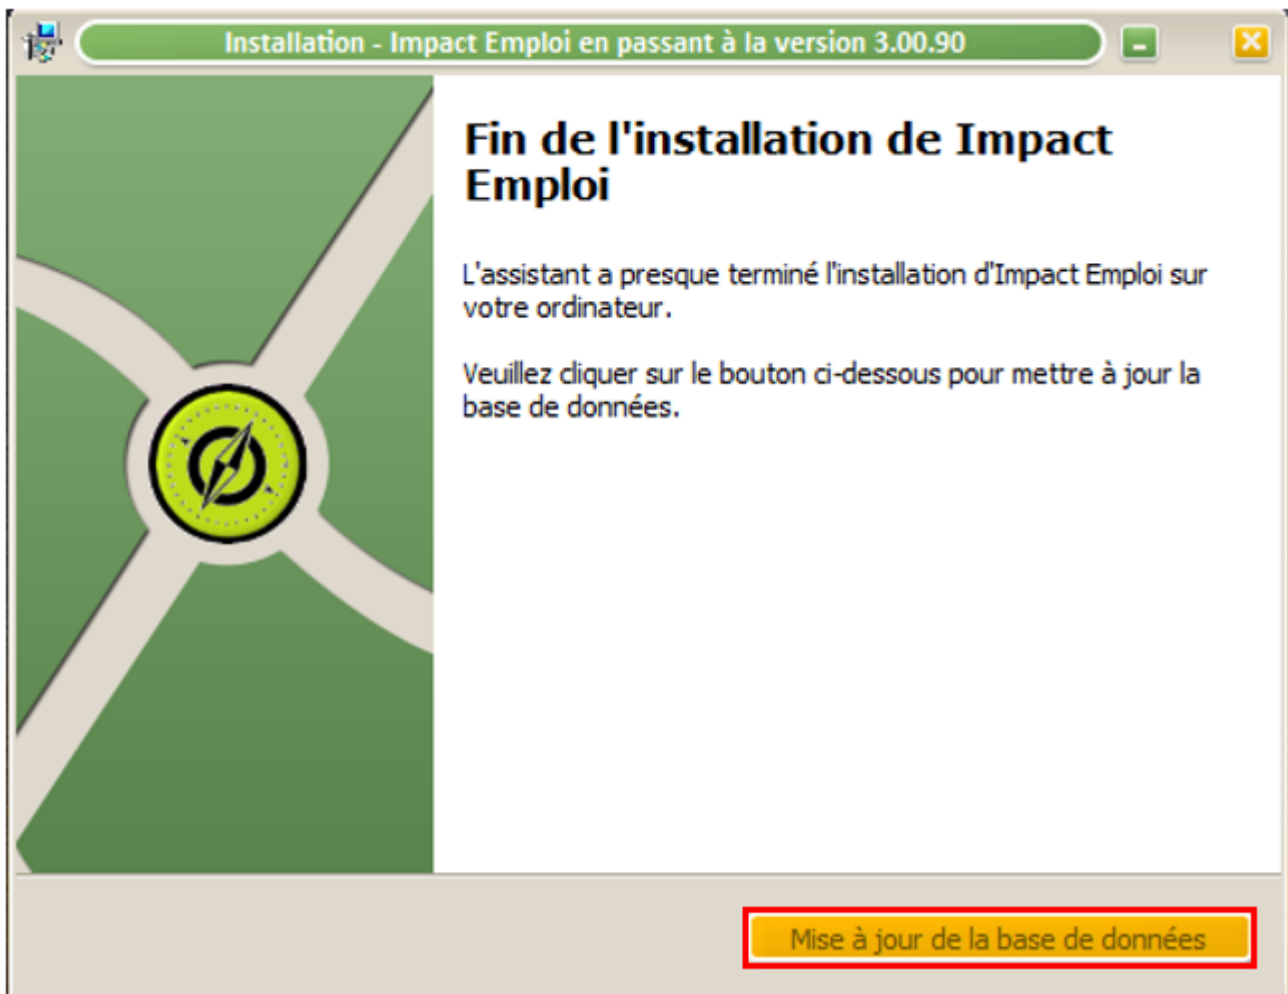 Installation - Impact Emploi en passant à la version 3.00.90
Fin de l'installation de Impact
Emploi
L'assistant a presque terminé l'installation d'Impact Emploi sur
votre ordinateur.
Veuillez cliquer sur le bouton ci-dessous pour mettre à jour la
base de données.
Mise à jour de la base de données